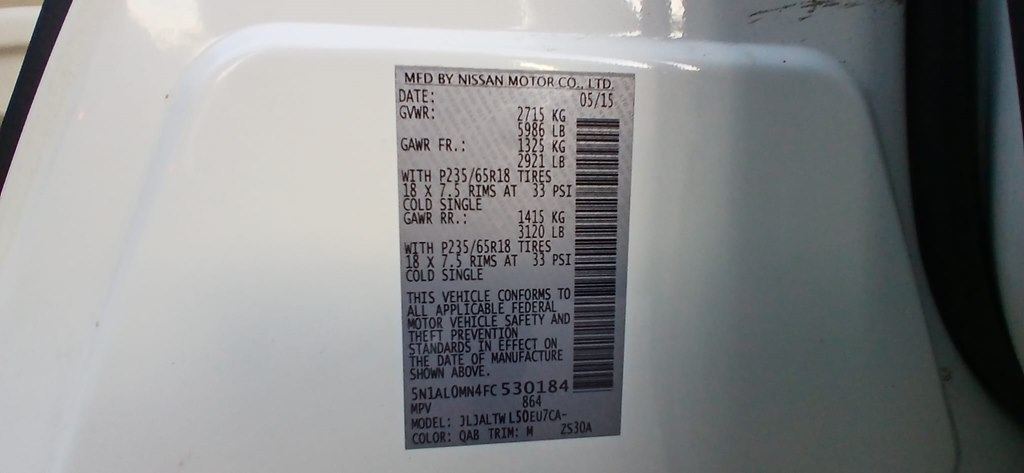 MFD BY NISSAN MOTOR CO., LTD.
DATE: 05/15
GVWR: 2715 KG
5986 LB
GAWR FR.: 1325 KG
2921 LB
WITH P235/65R18 TIRES
18 X 7.5 RIMS AT 33 PSI
COLD SINGLE
GAWR RR.: 1415 KG
3120 LB
WITH P235/65R18 TIRES
18 X 7.5 RIMS AT 33 PSI
COLD SINGLE
THIS VEHICLE CONFORMS TO
ALL APPLICABLE FEDERAL
MOTOR VEHICLE SAFETY AND
THEFT PREVENTION
STANDARDS IN EFFECT ON
THE DATE OF MANUFACTURE
SHOWN ABOVE.
5N1AL0MN4FC530184
MPV 864
MODEL: JLJALTWL50EU7CA-
COLOR: QAB TRIM: M ZS30A